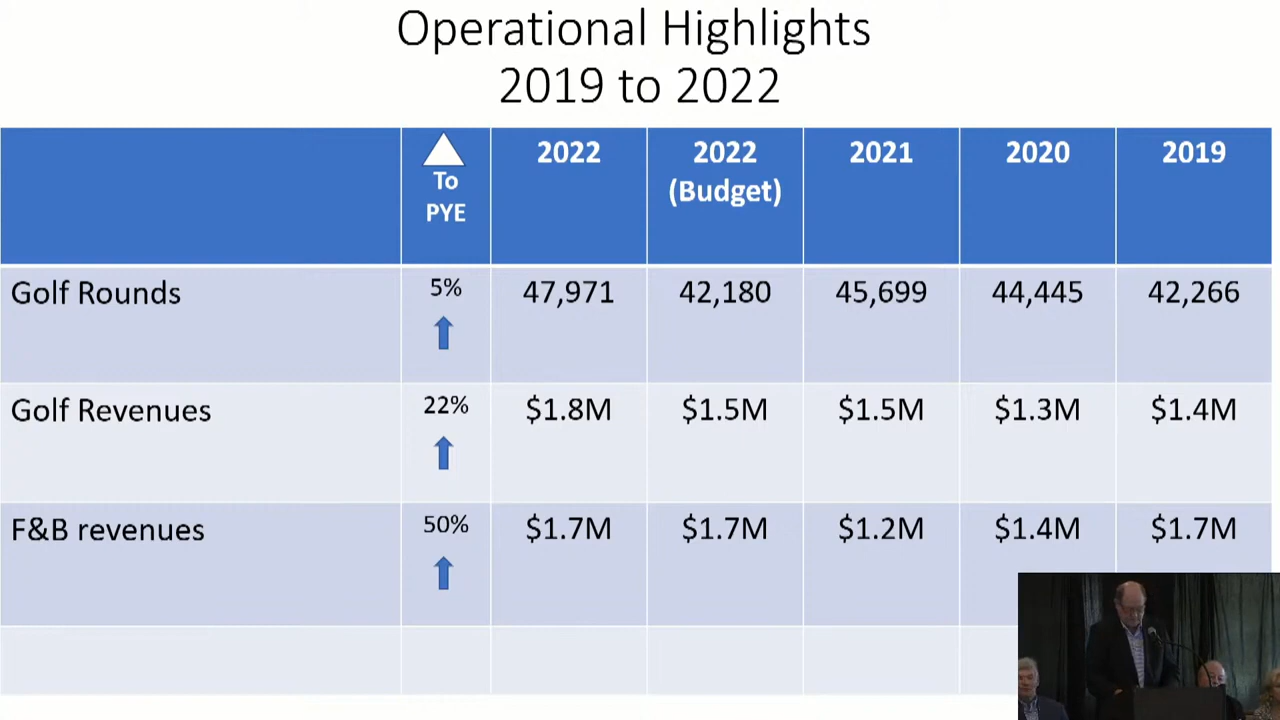 Operational Highlights
2019 to 2022
To
PYE
2022
2022
(Budget)
2021
2020
2019
Golf Rounds
5%
47,971
42,180
45,699
44,445
42,266
Golf Revenues
22%
$1.8M
$1.5M
$1.5M
$1.3M
$1.4M
F&B revenues
50%
$1.7M
$1.7M
$1.2M
$1.4M
$1.7M